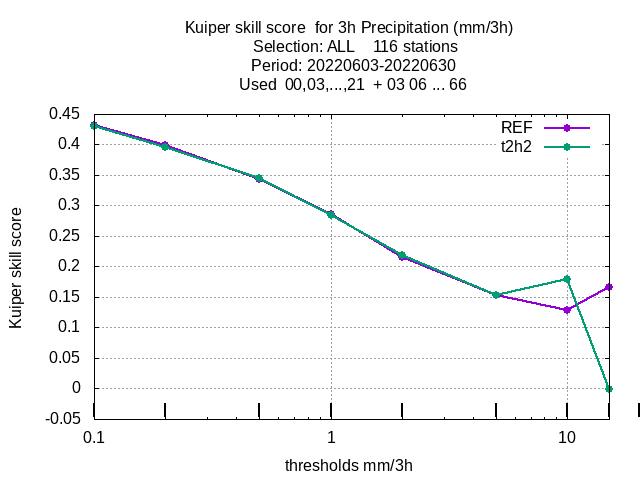 Kuiper skill score  for 3h Precipitation (mm/3h)
Selection: ALL    116 stations
Period: 20220603-20220630
Used  00,03,...,21  + 03 06 ... 66
REF
t2h2
0.45
0.4
0.35
0.3
0.25
0.2
0.15
0.1
0.05
0
-0.05
Kuiper skill score
0.1
1
10
thresholds mm/3h